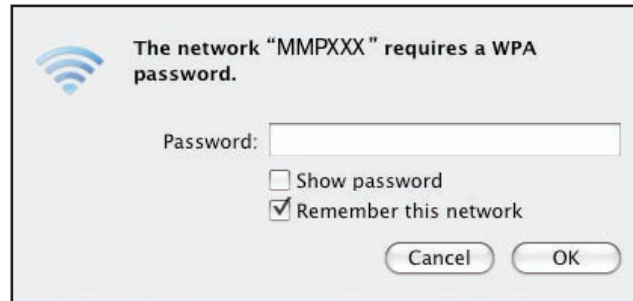 The network “MMPXXX” requires a WPA
password.
Password:
Show password
Remember this network
Cancel OK